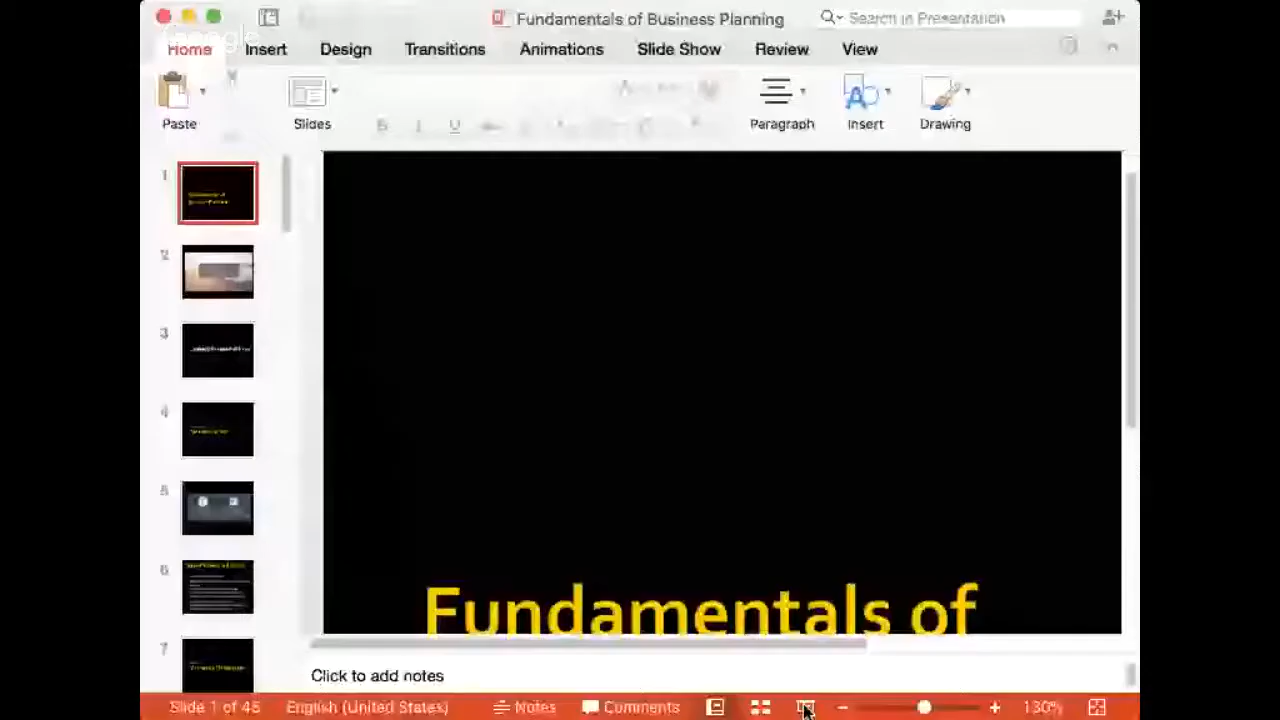 Fundamentals of Business Planning
Search in Presentation
Home Insert Design Transitions Animations Slide Show Review View
Paste Slides Paragraph Insert Drawing
B I U
1
2
3
4
5
6
7
Fundamentals of
Click to add notes
Slide 1 of 45 English (United States) Notes Comments 130%